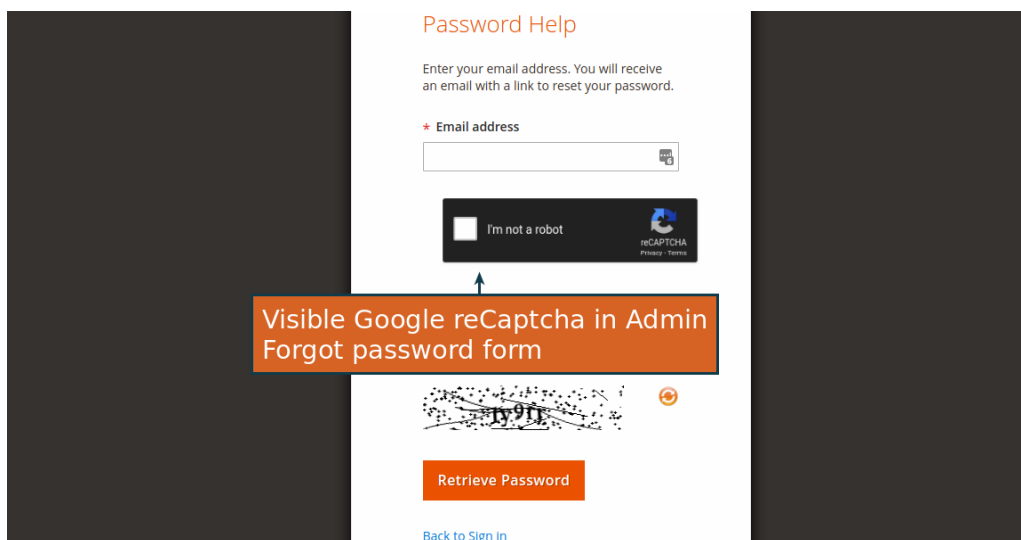 Password Help
Enter your email address. You will receive
an email with a link to reset your password.
* Email address
I'm not a robot
reCAPTCHA
Privacy - Terms
Visible Google reCaptcha in Admin
Forgot password form
Retrieve Password
Back to Sign in